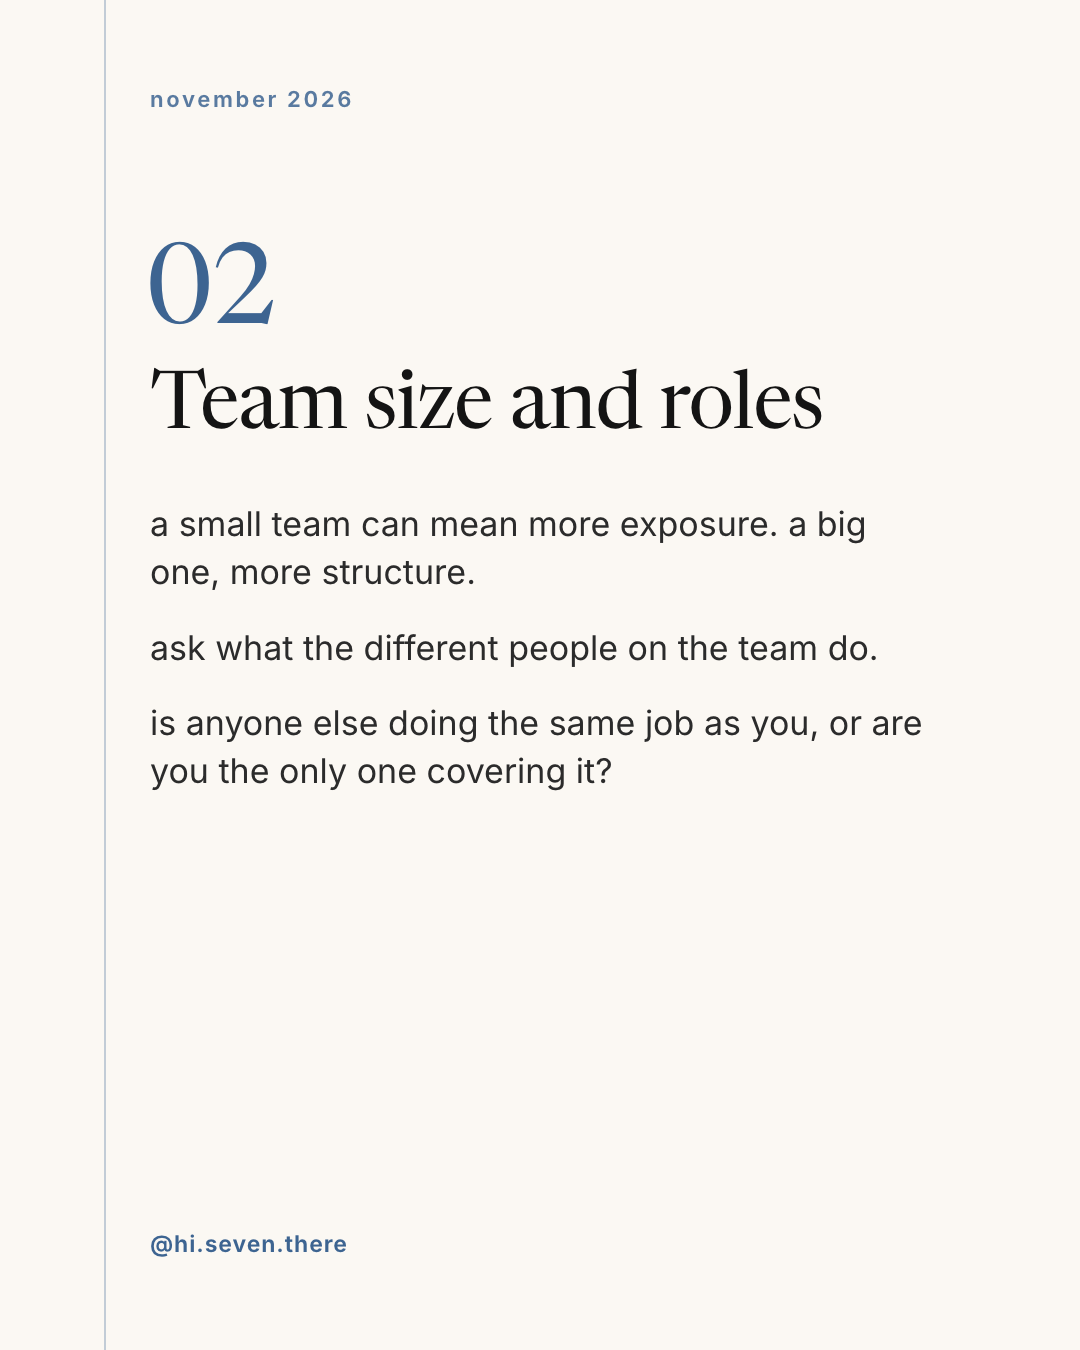 november 2026
02
Team size and roles
a small team can mean more exposure. a big
one, more structure.
ask what the different people on the team do.
is anyone else doing the same job as you, or are
you the only one covering it?
@hi.seven.there